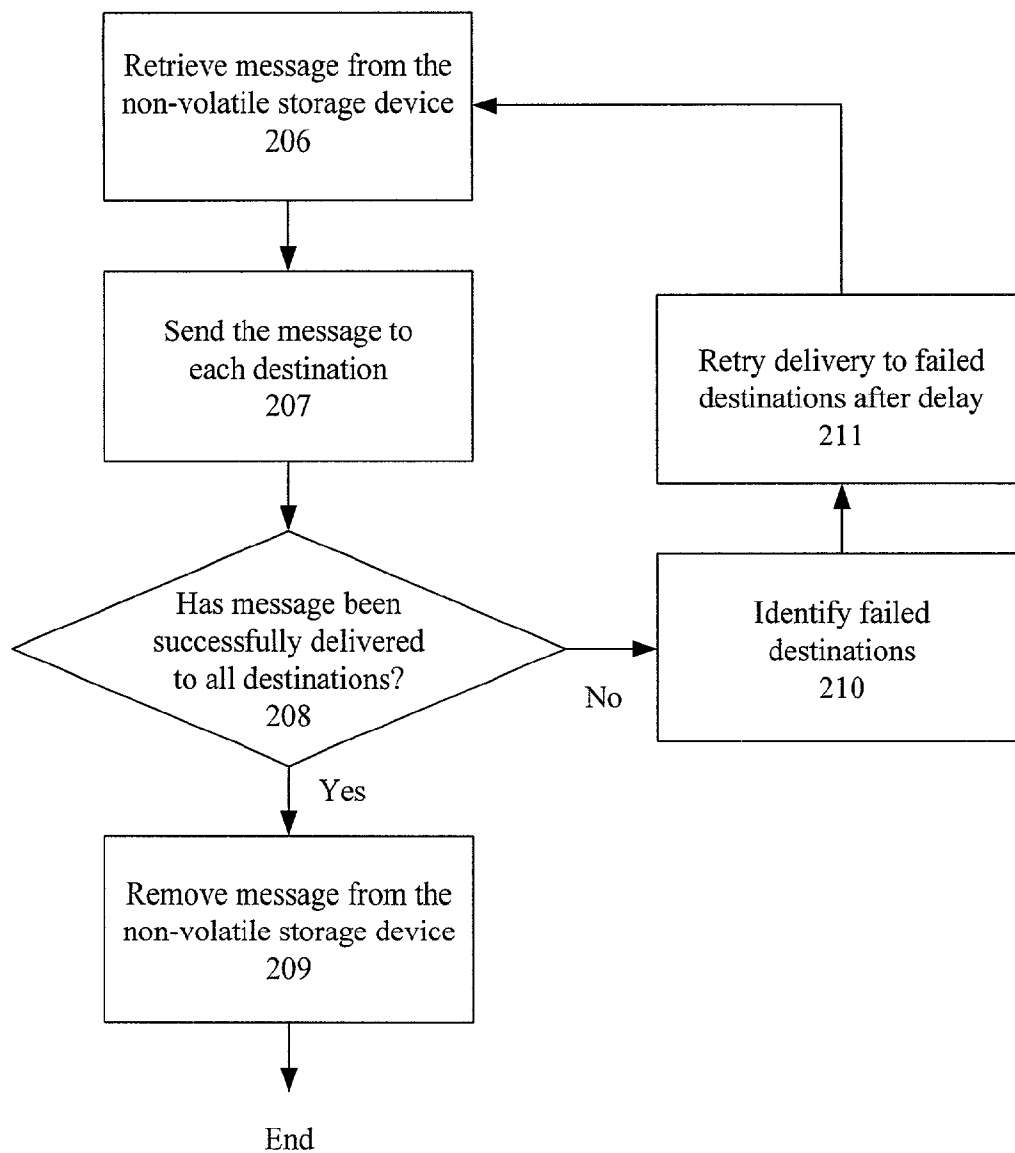 Retrieve message from the
non-volatile storage device
206
Send the message to
each destination
207
Retry delivery to failed
destinations after delay
211
Has message been
successfully delivered
to all destinations?
208
No
Identify failed
destinations
210
Yes
Remove message from the
non-volatile storage device
209
End